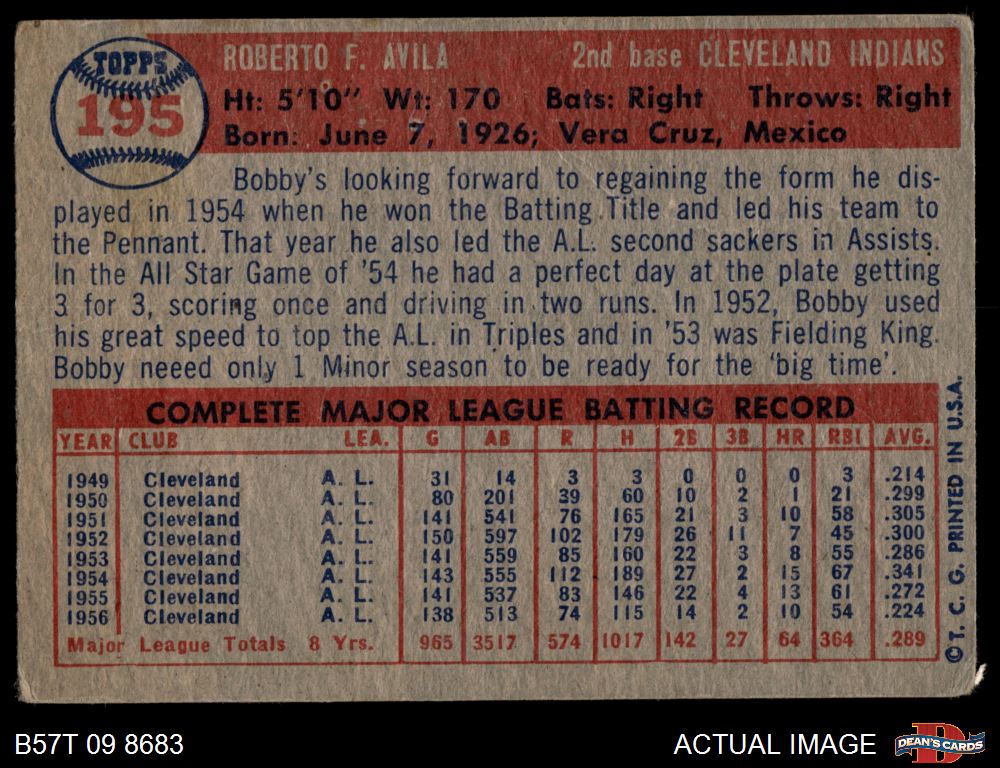 TOPPS
195
ROBERTO F. AVILA 2nd base CLEVELAND INDIANS
Ht: 5'10" Wt: 170 Bats: Right Throws: Right
Born: June 7, 1926; Vera Cruz, Mexico
Bobby's looking forward to regaining the form he dis-
played in 1954 when he won the Batting Title and led his team to
the Pennant. That year he also led the A.L. second sackers in Assists.
In the All Star Game of '54 he had a perfect day at the plate getting
3 for 3, scoring once and driving in two runs. In 1952, Bobby used
his great speed to top the A.L. in Triples and in '53 was Fielding King.
Bobby neeed only 1 Minor season to be ready for the 'big time'.
COMPLETE MAJOR LEAGUE BATTING RECORD
YEAR CLUB LEA. G AB R H 2B 3B HR RBI AVG.
1949 Cleveland A. L. 31 14 3 3 0 0 0 3 .214
1950 Cleveland A. L. 80 201 39 60 10 2 1 21 .299
1951 Cleveland A. L. 141 541 76 165 21 3 10 58 .305
1952 Cleveland A. L. 150 597 102 179 26 11 7 45 .300
1953 Cleveland A. L. 141 559 85 160 22 3 8 55 .286
1954 Cleveland A. L. 143 555 112 189 27 2 15 67 .341
1955 Cleveland A. L. 141 537 83 146 22 4 13 61 .272
1956 Cleveland A. L. 138 513 74 115 14 2 10 54 .224
Major League Totals 8 Yrs. 965 3517 574 1017 142 27 64 364 .289
© T. C. G. PRINTED IN U.S.A.
B57T 09 8683
ACTUAL IMAGE
D
DEAN'S CARDS